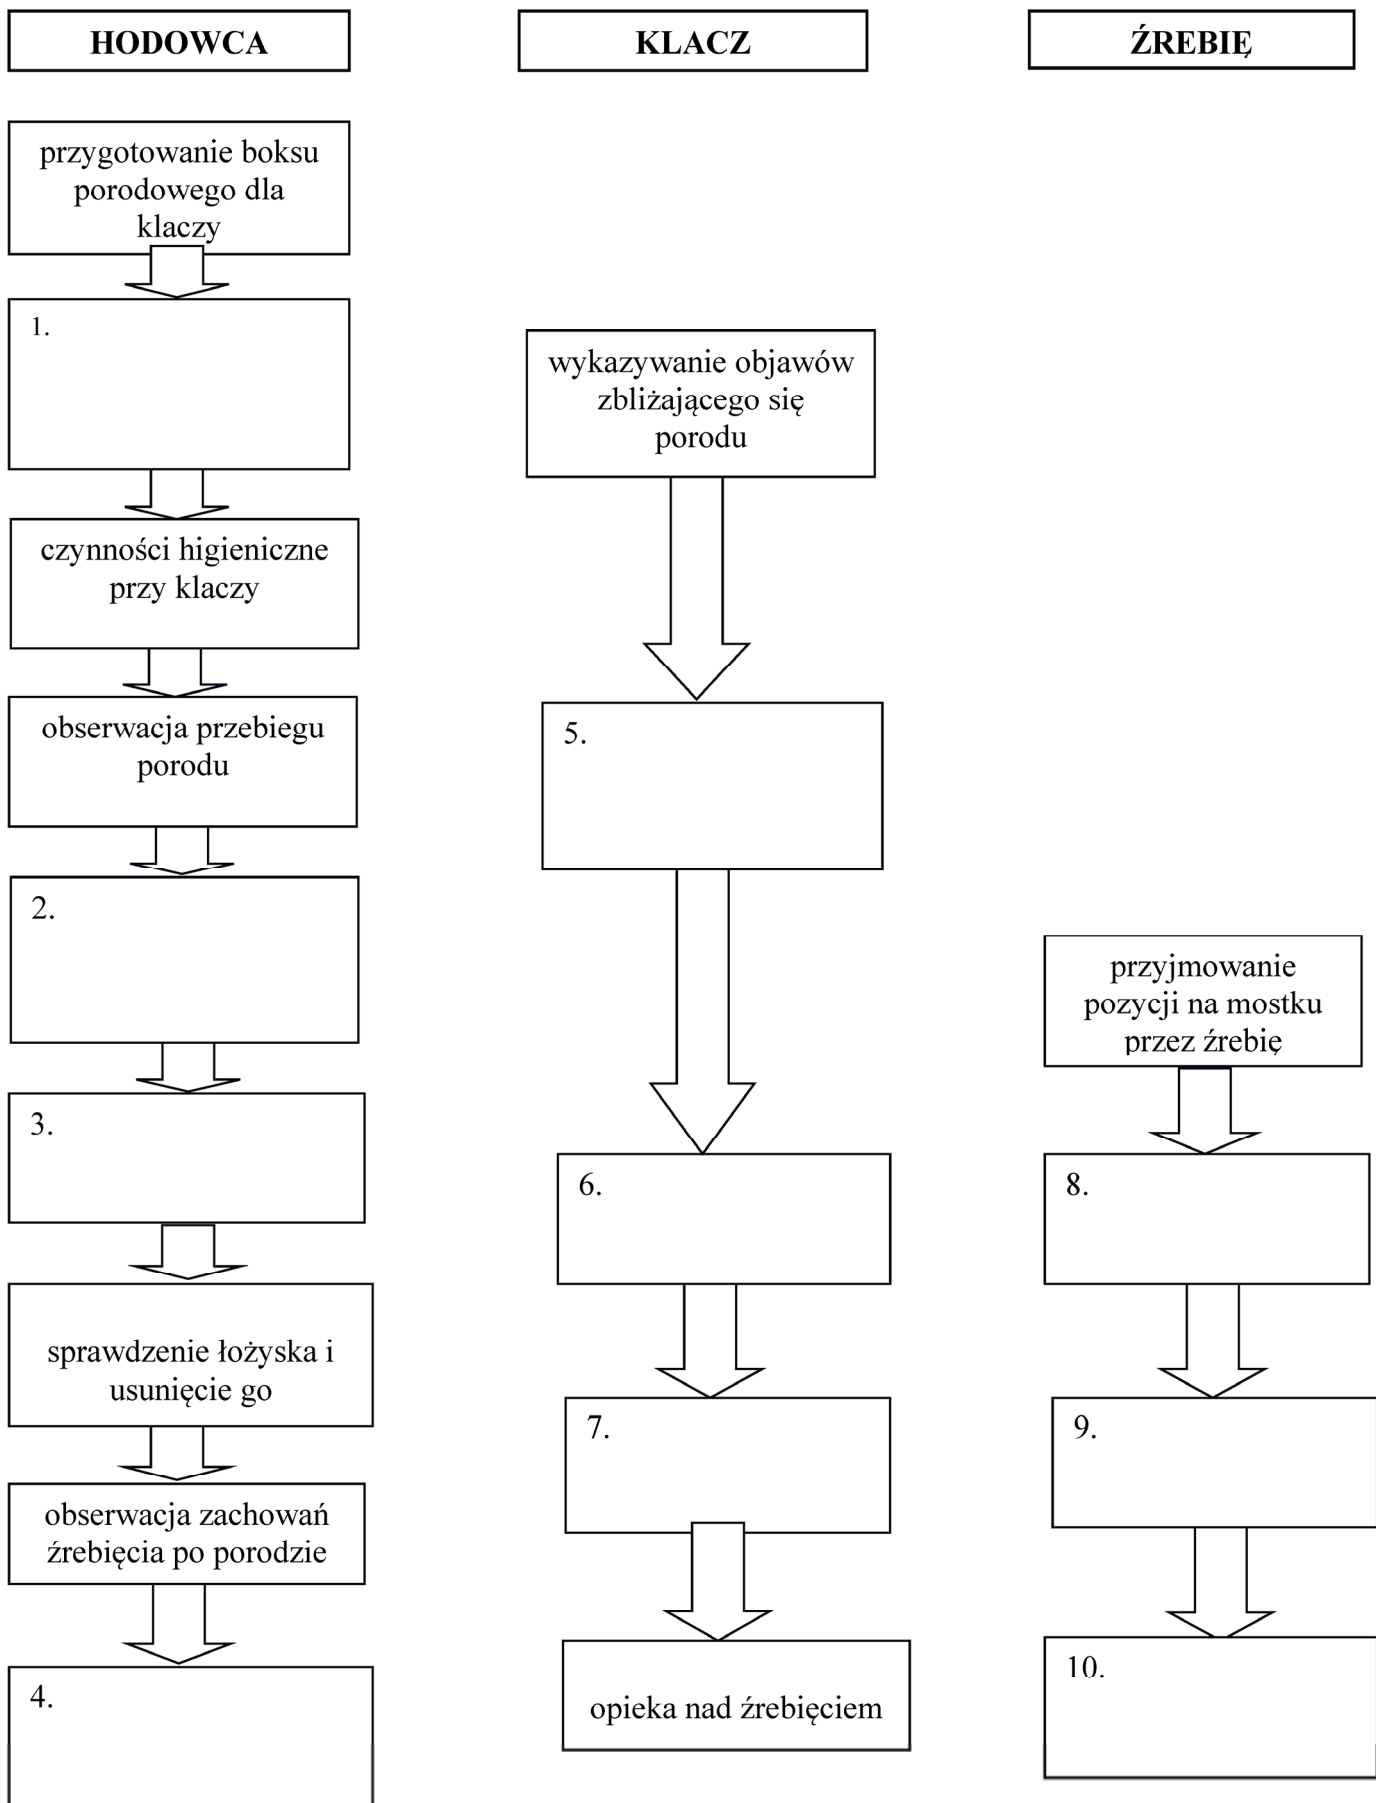 HODOWCA
KLACZ
ŹREBIĘ
przygotowanie boksu
porodowego dla
klaczy
1.
czynności higieniczne
przy klaczy
obserwacja przebiegu
porodu
2.
3.
sprawdzenie łożyska i
usunięcie go
obserwacja zachowań
źrebięcia po porodzie
4.
wykazywanie objawów
zbliżającego się
porodu
5.
6.
7.
opieka nad źrebięciem
przyjmowanie
pozycji na mostku
przez źrebię
8.
9.
10.